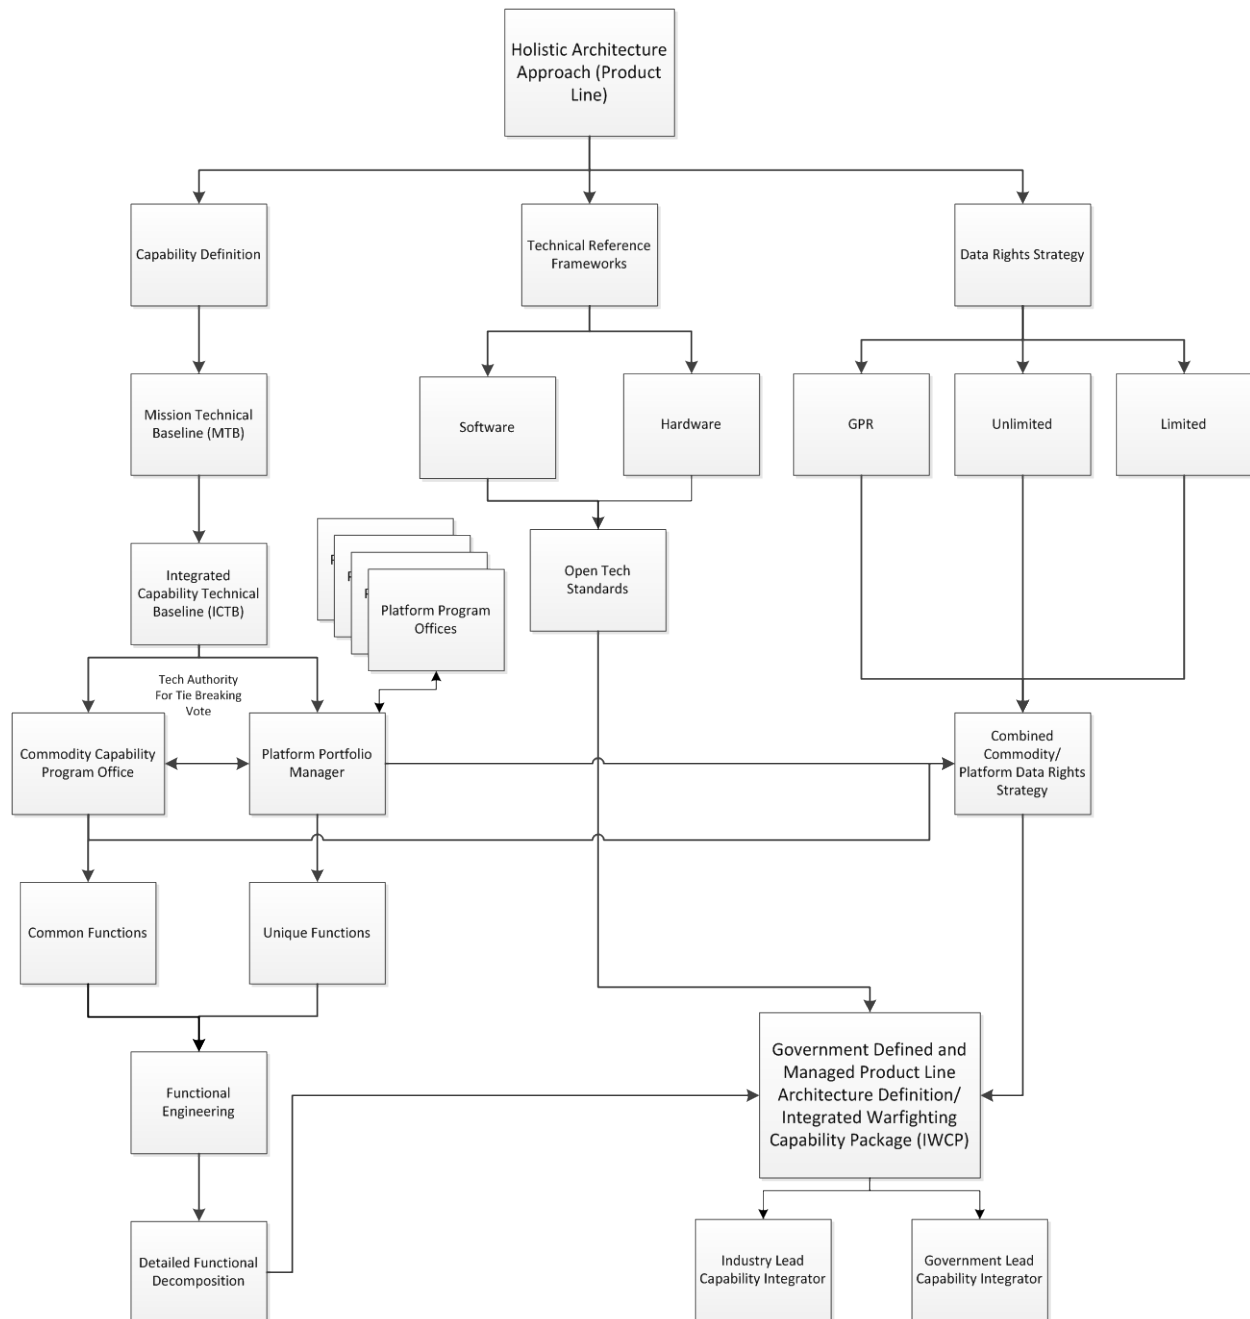 Holistic Architecture
Approach (Product
Line)
Capability Definition
Technical Reference
Frameworks
Data Rights Strategy
Mission Technical
Baseline (MTB)
Software
Hardware
GPR
Unlimited
Limited
Integrated
Capability Technical
Baseline (ICTB)
P
P
P
Platform Program
Offices
Open Tech
Standards
Tech Authority
For Tie Breaking
Vote
Commodity Capability
Program Office
Platform Portfolio
Manager
Combined
Commodity/
Platform Data Rights
Strategy
Common Functions
Unique Functions
Functional
Engineering
Government Defined and
Managed Product Line
Architecture Definition/
Integrated Warfighting
Capability Package (IWCP)
Detailed Functional
Decomposition
Industry Lead
Capability Integrator
Government Lead
Capability Integrator